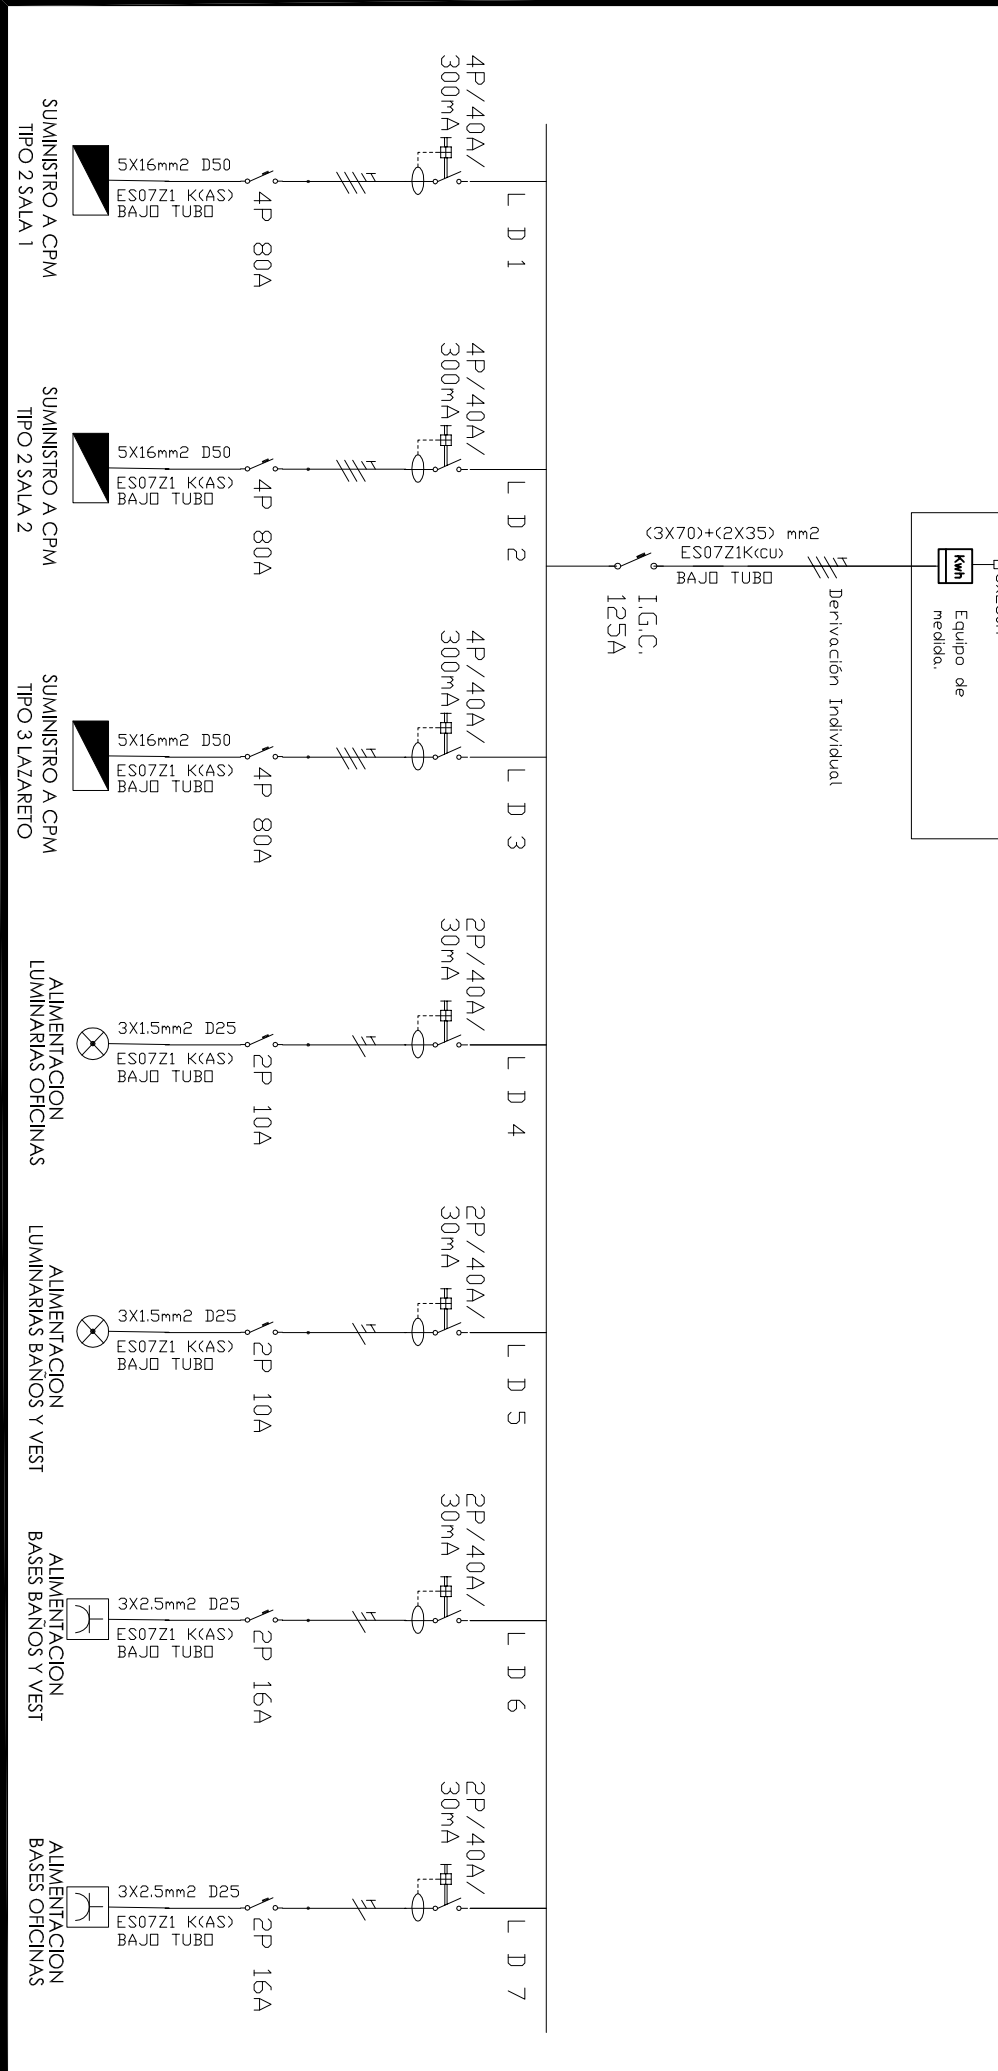 Kwh
Equipo de
medida.
Derivación Individual
(3X70)+(2X35) mm2
ES07Z1K(CU)
BAJO TUBO
I.G.C.
125A
L D 1
4P/40A/
300mA
4P 80A
5X16mm2 D50
ES07Z1 K(AS)
BAJO TUBO
SUMINISTRO A CPM
TIPO 2 SALA 1
L D 2
4P/40A/
300mA
4P 80A
5X16mm2 D50
ES07Z1 K(AS)
BAJO TUBO
SUMINISTRO A CPM
TIPO 2 SALA 2
L D 3
4P/40A/
300mA
4P 80A
5X16mm2 D50
ES07Z1 K(AS)
BAJO TUBO
SUMINISTRO A CPM
TIPO 3 LAZARETO
L D 4
2P/40A/
30mA
2P 10A
3X1.5mm2 D25
ES07Z1 K(AS)
BAJO TUBO
ALIMENTACION
LUMINARIAS OFICINAS
L D 5
2P/40A/
30mA
2P 10A
3X1.5mm2 D25
ES07Z1 K(AS)
BAJO TUBO
ALIMENTACION
LUMINARIAS BAÑOS Y VEST
L D 6
2P/40A/
30mA
2P 16A
3X2.5mm2 D25
ES07Z1 K(AS)
BAJO TUBO
ALIMENTACION
BASES BAÑOS Y VEST
L D 7
2P/40A/
30mA
2P 16A
3X2.5mm2 D25
ES07Z1 K(AS)
BAJO TUBO
ALIMENTACION
BASES OFICINAS